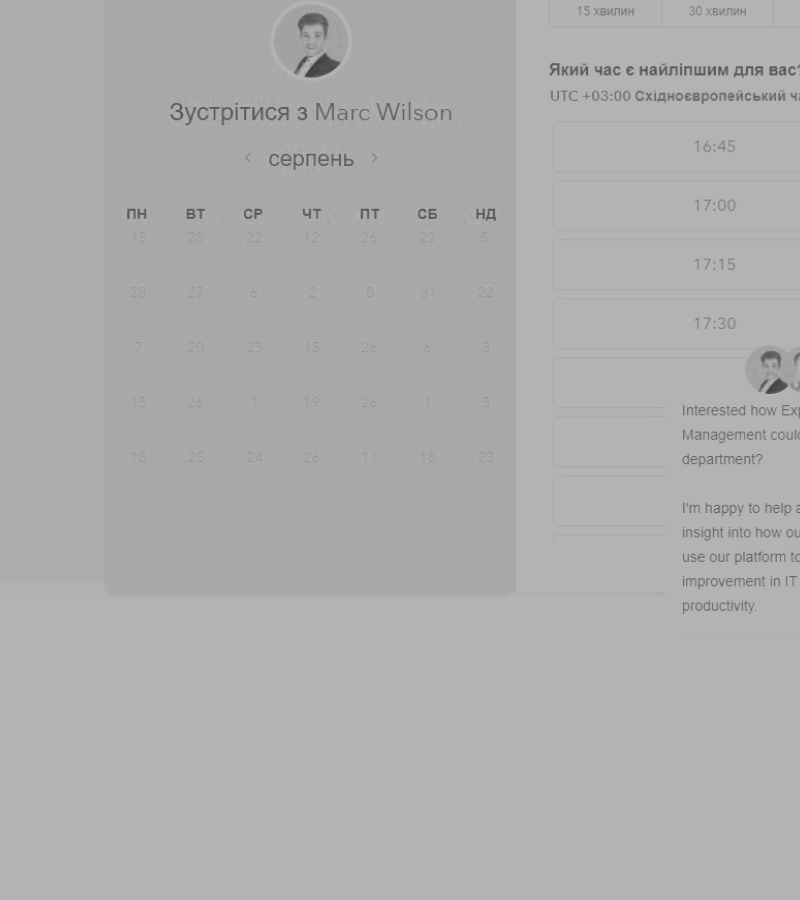 Зустрітися з Marc Wilson
‹ серпень ›
ПН ВТ СР ЧТ ПТ СБ НД
15 28 22 12 26 22 5
28 27 6 2 8 31 22
7 20 23 15 26 6 3
15 26 1 19 26 1 3
18 25 24 26 11 18 23
15 хвилин 30 хвилин
Який час є найліпшим для вас?
UTC +03:00 Східноєвропейський ча
16:45
17:00
17:15
17:30
Interested how Exp
Management could
department?
I'm happy to help a
insight into how ou
use our platform to
improvement in IT
productivity.